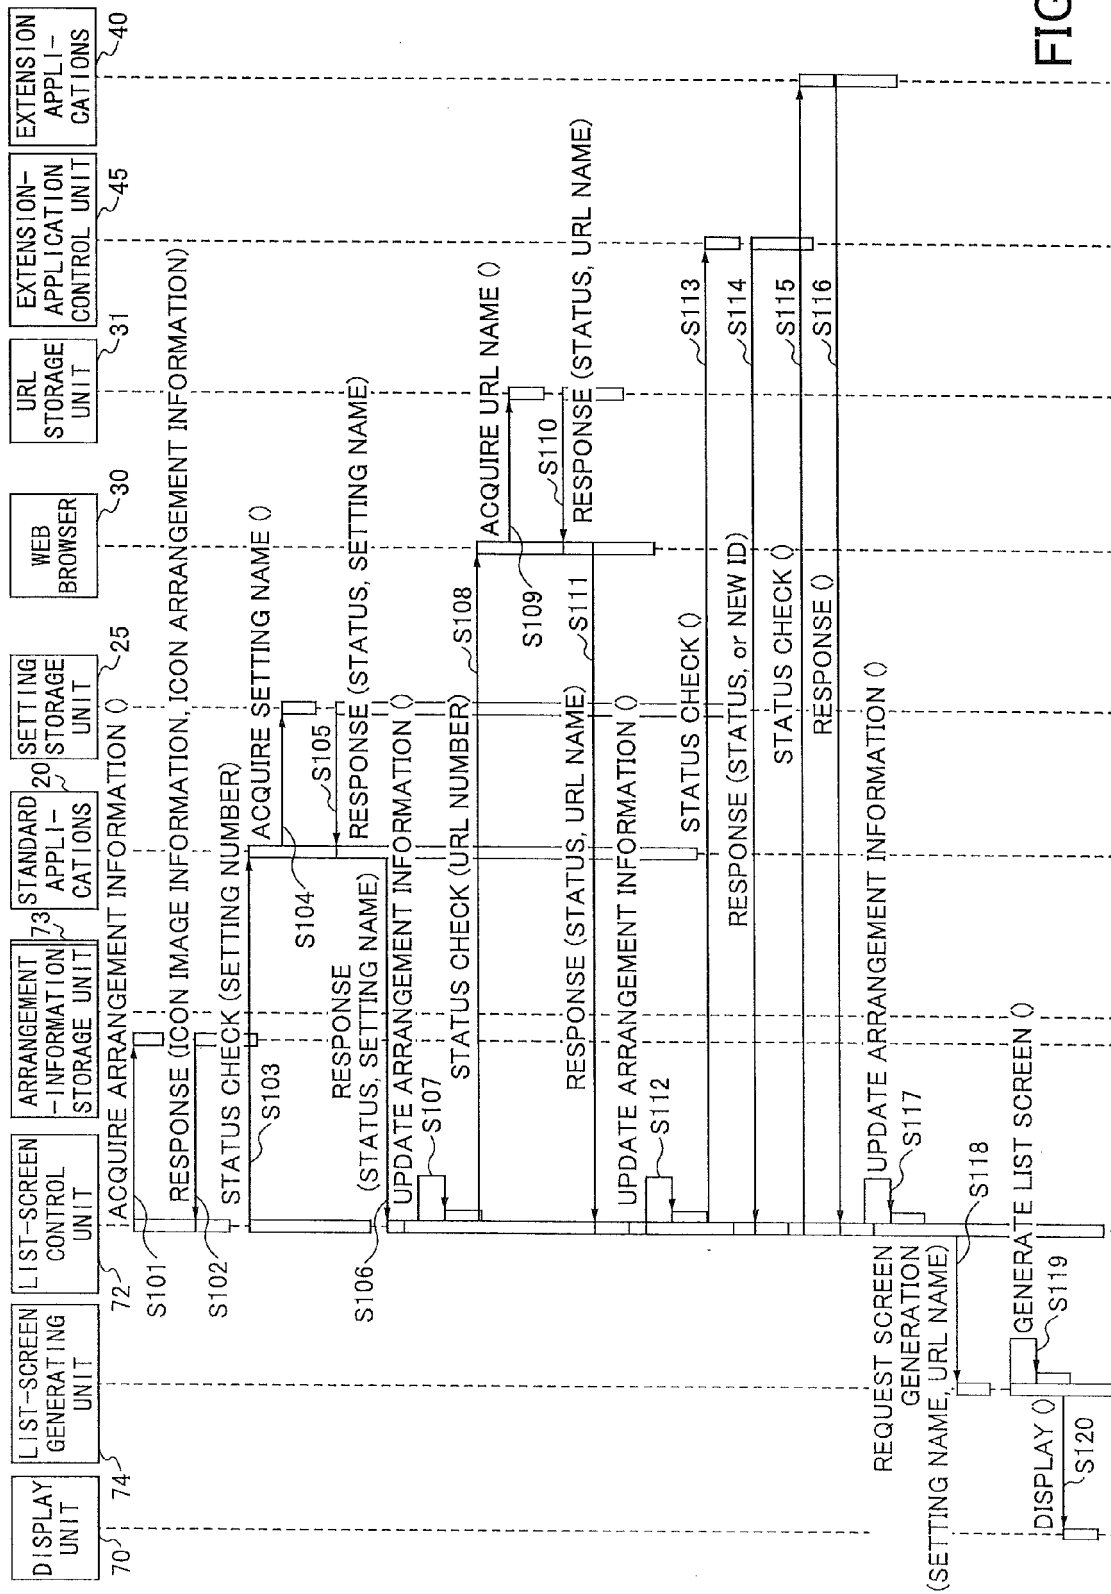 DISPLAY
UNIT
70
LIST-SCREEN
GENERATING
UNIT
74
LIST-SCREEN
CONTROL
UNIT
72
ARRANGEMENT
-INFORMATION
STORAGE UNIT
73
STANDARD
APPLI-
CATIONS
20
SETTING
STORAGE
UNIT
25
WEB
BROWSER
30
URL
STORAGE
UNIT
31
EXTENSION-
APPLICATION
CONTROL UNIT
45
EXTENSION
APPLI-
CATIONS
40
ACQUIRE ARRANGEMENT INFORMATION ()
S101
RESPONSE (ICON IMAGE INFORMATION, ICON ARRANGEMENT INFORMATION)
S102
STATUS CHECK (SETTING NUMBER)
S103
ACQUIRE SETTING NAME ()
S104
S105
RESPONSE (STATUS, SETTING NAME)
RESPONSE
(STATUS, SETTING NAME)
S106
UPDATE ARRANGEMENT INFORMATION ()
S107
STATUS CHECK (URL NUMBER)
S108
ACQUIRE URL NAME ()
S109
S110
RESPONSE (STATUS, URL NAME)
RESPONSE (STATUS, URL NAME)
S111
UPDATE ARRANGEMENT INFORMATION ()
S112
STATUS CHECK ()
S113
RESPONSE (STATUS, or NEW ID)
S114
STATUS CHECK ()
S115
RESPONSE ()
S116
UPDATE ARRANGEMENT INFORMATION ()
S117
REQUEST SCREEN
GENERATION
(SETTING NAME, URL NAME)
S118
GENERATE LIST SCREEN ()
S119
DISPLAY ()
S120
FIG